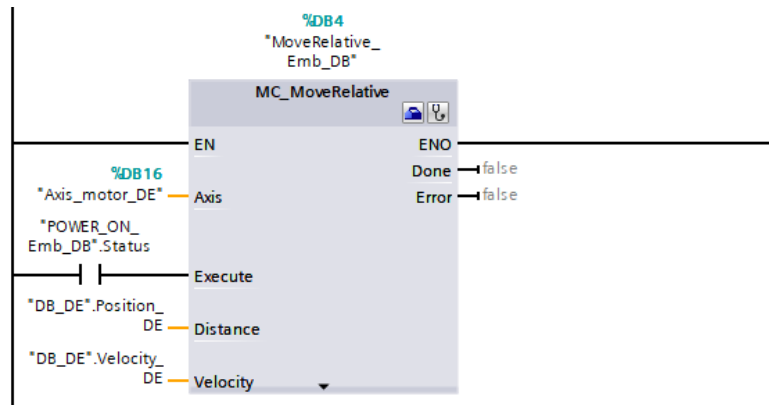 %DB4
"MoveRelative_
Emb_DB"
MC_MoveRelative
EN
ENO
Done
false
%DB16
"Axis_motor_DE"
Axis
Error
false
"POWER_ON_
Emb_DB".Status
Execute
"DB_DE".Position_
DE
Distance
"DB_DE".Velocity_
DE
Velocity